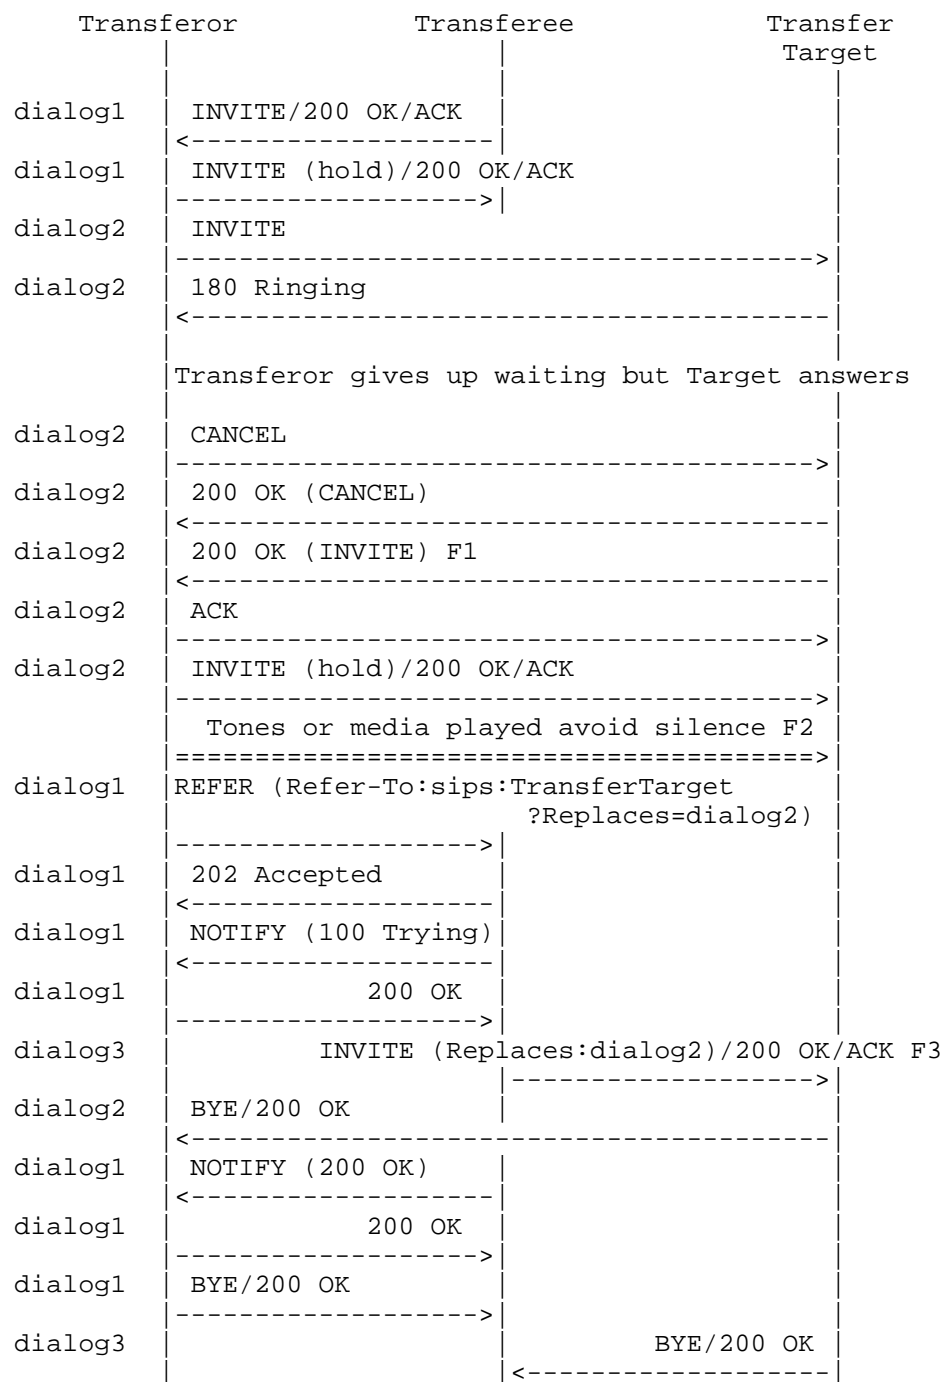 Transferor Transferee Transfer
Target
dialog1 INVITE/200 OK/ACK
dialog1 INVITE (hold)/200 OK/ACK
dialog2 INVITE
dialog2 180 Ringing
Transferor gives up waiting but Target answers
dialog2 CANCEL
dialog2 200 OK (CANCEL)
dialog2 200 OK (INVITE) F1
dialog2 ACK
dialog2 INVITE (hold)/200 OK/ACK
Tones or media played avoid silence F2
dialog1 REFER (Refer-To:sips:TransferTarget
?Replaces=dialog2)
dialog1 202 Accepted
dialog1 NOTIFY (100 Trying)
dialog1 200 OK
dialog3 INVITE (Replaces:dialog2)/200 OK/ACK F3
dialog2 BYE/200 OK
dialog1 NOTIFY (200 OK)
dialog1 200 OK
dialog1 BYE/200 OK
dialog3 BYE/200 OK